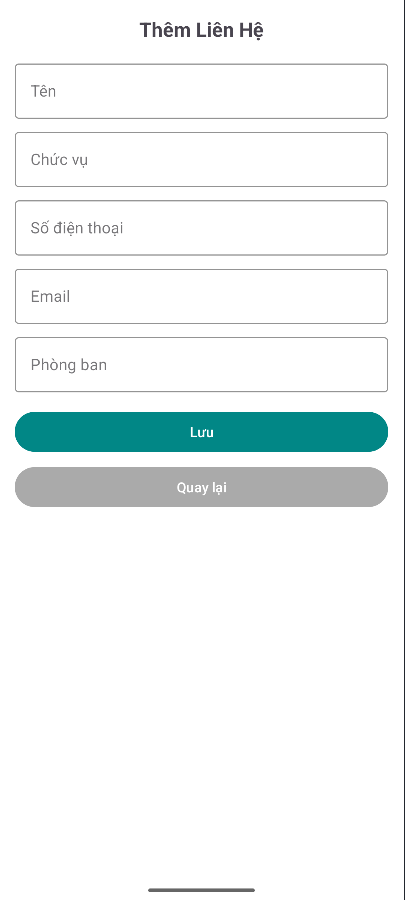 Thêm Liên Hệ
Tên
Chức vụ
Số điện thoại
Email
Phòng ban
Lưu
Quay lại